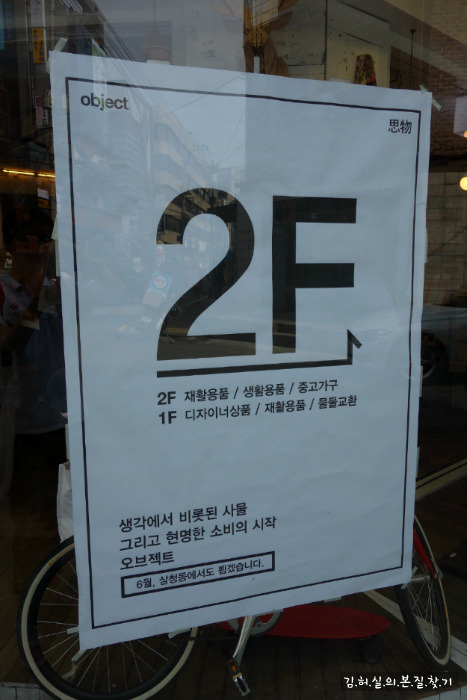 object
思物
2F
2F 재활용품 / 생활용품 / 중고가구
1F 디자이너상품 / 재활용품 / 물물교환
생각에서 비롯된 사물
그리고 현명한 소비의 시작
오브젝트
6월, 삼청동에서도 뵙겠습니다.
김허실의.본질찾기